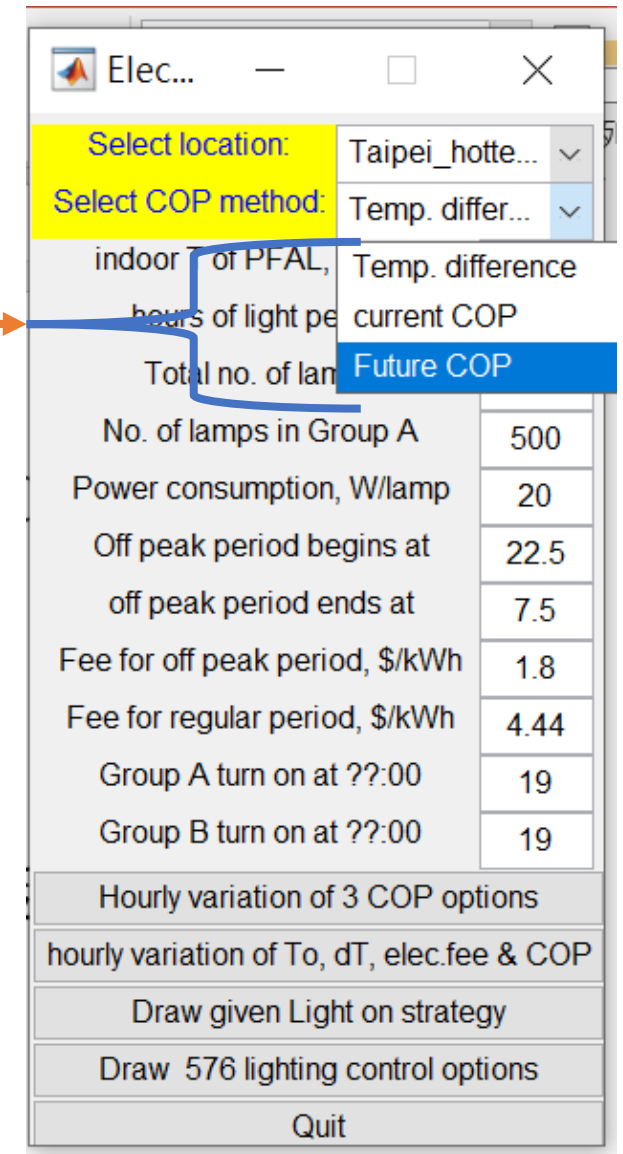 Elec...
Select location: Taipei_hotte...
Select COP method: Temp. differ...
indoor T of PFAL, Temp. difference
hours of light pe current COP
Total no. of lam Future COP
No. of lamps in Group A 500
Power consumption, W/lamp 20
Off peak period begins at 22.5
off peak period ends at 7.5
Fee for off peak period, $/kWh 1.8
Fee for regular period, $/kWh 4.44
Group A turn on at ??:00 19
Group B turn on at ??:00 19
Hourly variation of 3 COP options
hourly variation of To, dT, elec.fee & COP
Draw given Light on strategy
Draw  576 lighting control options
Quit